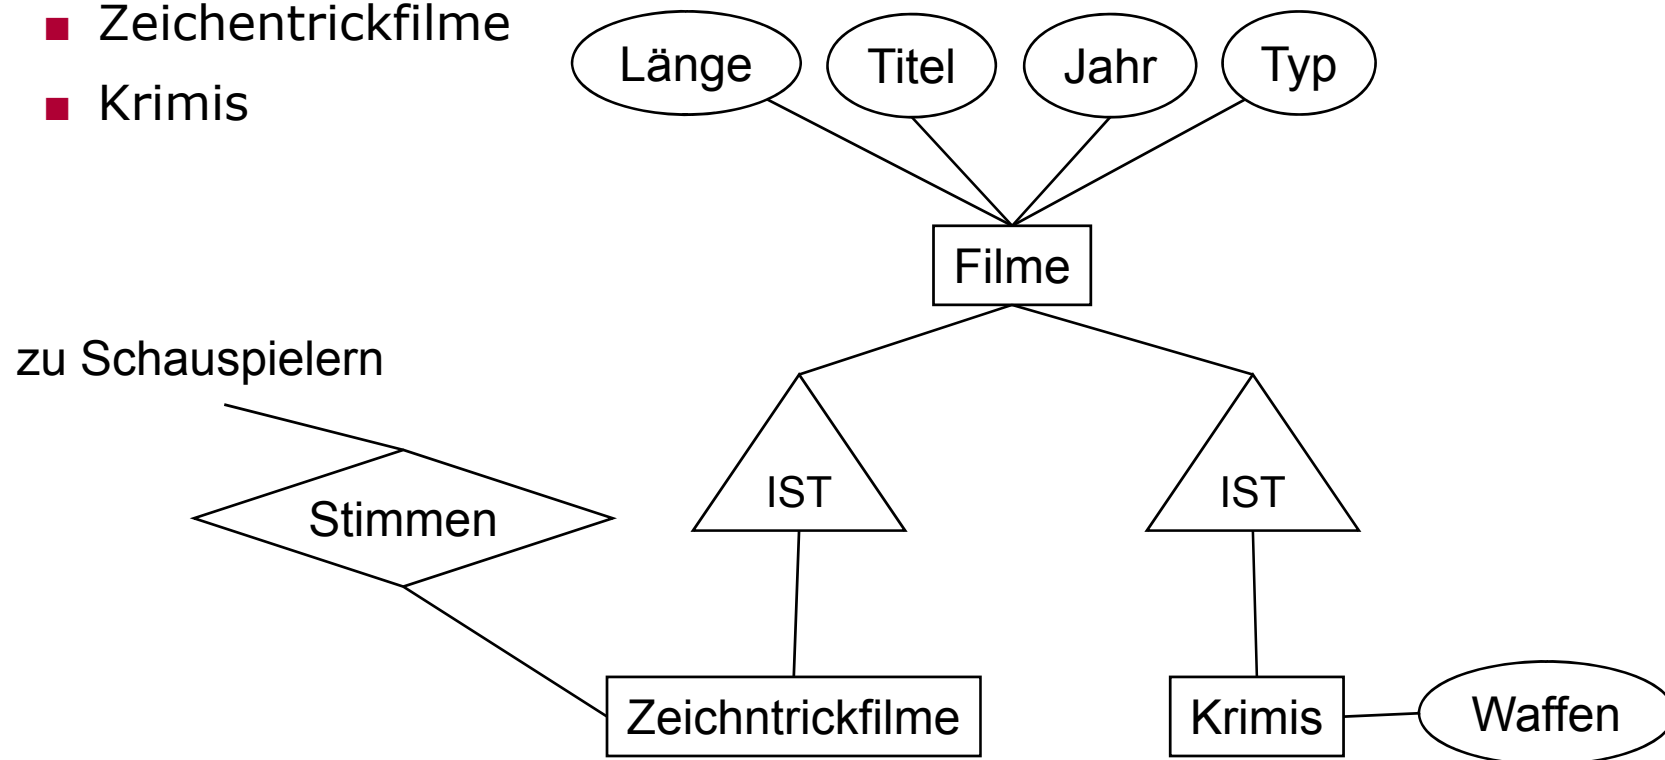 Zeichentrickfilme
Krimis
Länge
Titel
Jahr
Typ
Filme
zu Schauspielern
Stimmen
IST
IST
Zeichntrickfilme
Krimis
Waffen